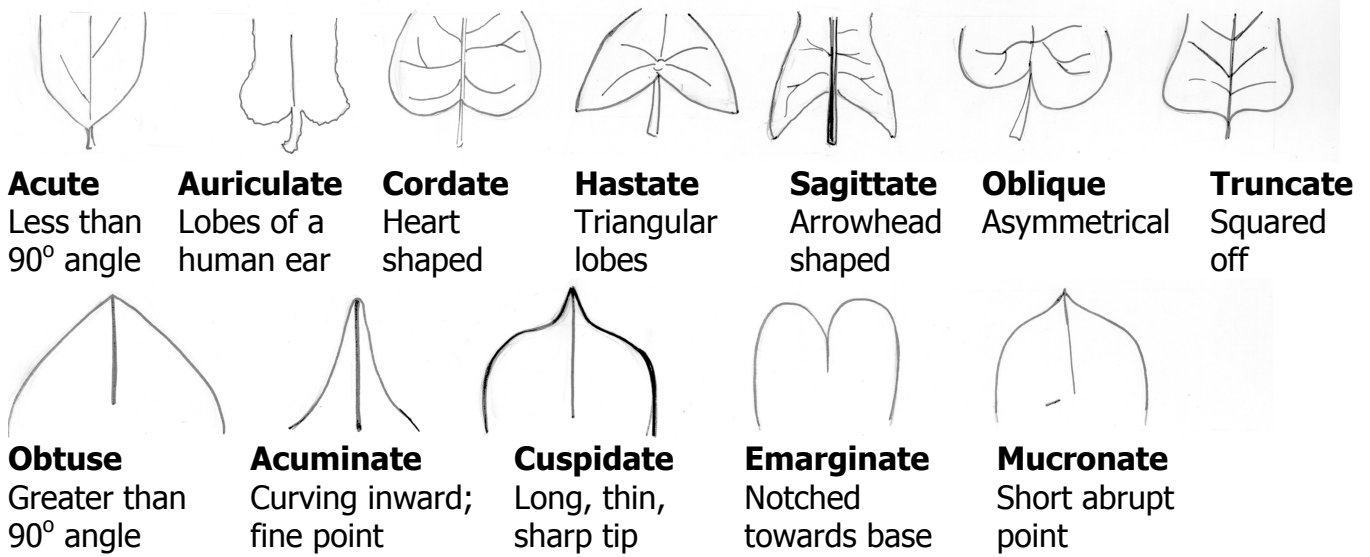 Acute Auriculate Cordate Hastate Sagittate Oblique Truncate
Less than Lobes of a Heart Triangular Arrowhead Asymmetrical Squared
90° angle human ear shaped lobes shaped off
Obtuse Acuminate Cuspidate Emarginate Mucronate
Greater than Curving inward; Long, thin, Notched Short abrupt
90° angle fine point sharp tip towards base point